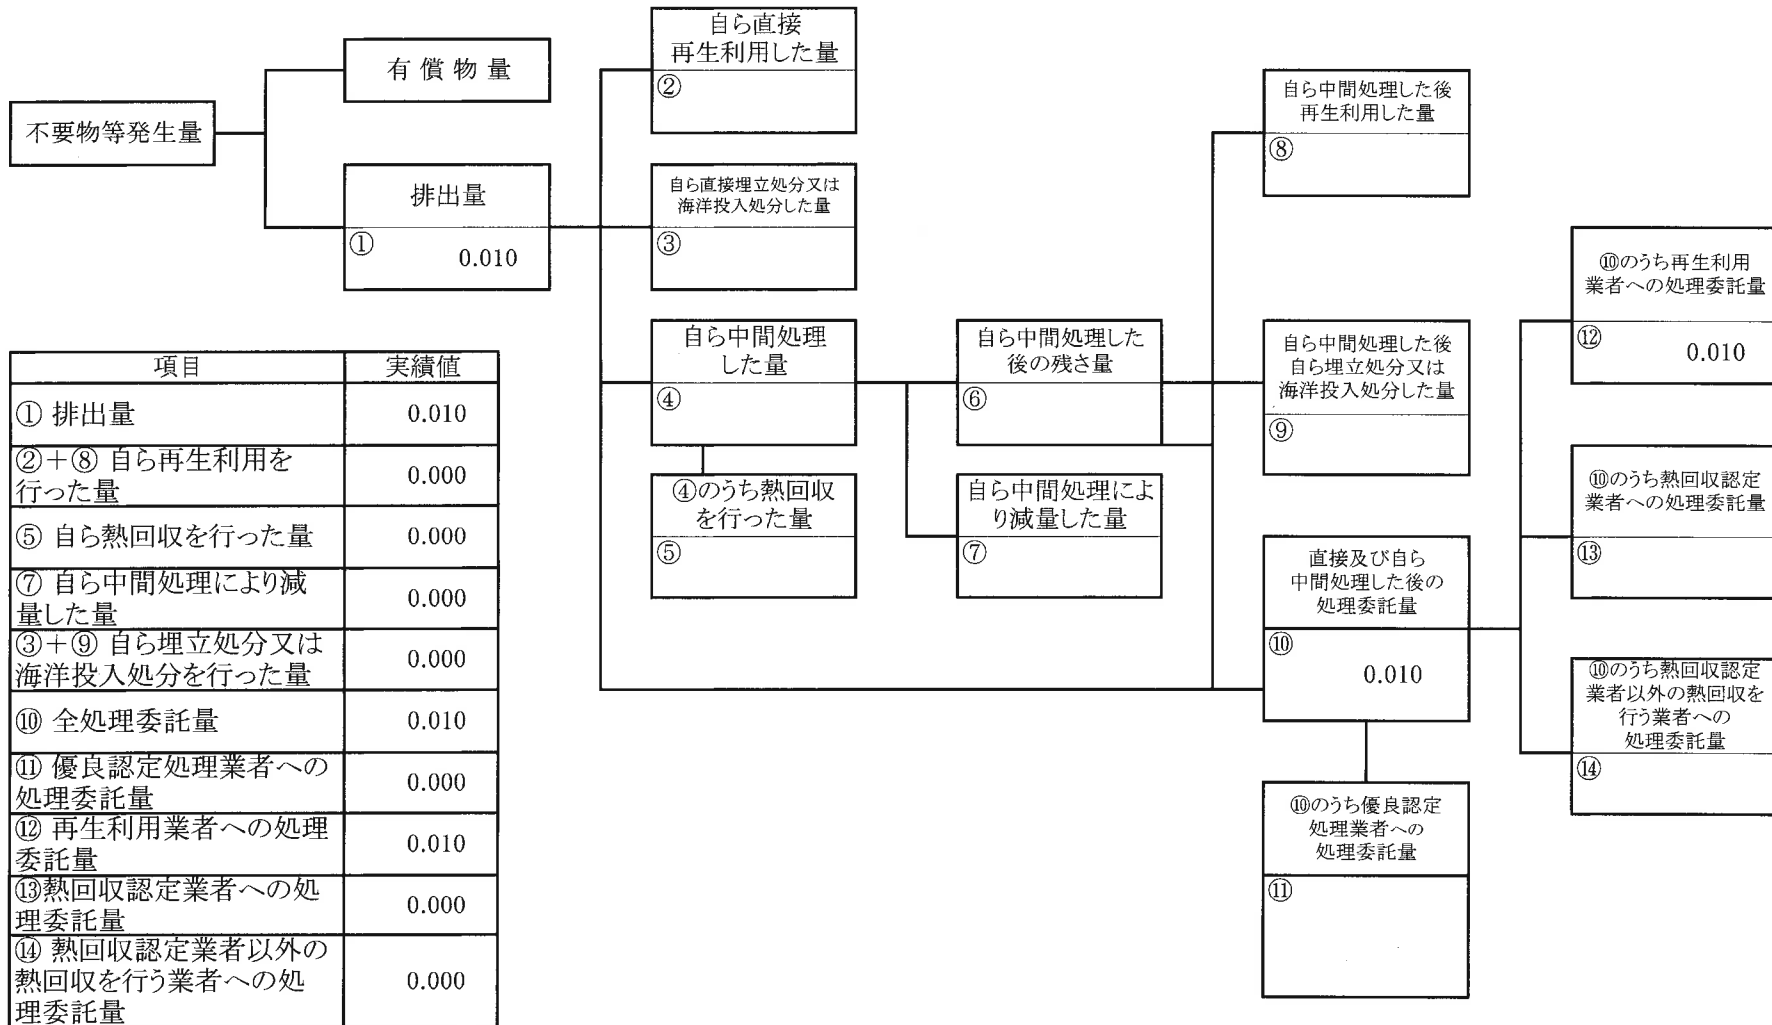 不要物等発生量
有償物量
排出量
①
0.010
自ら直接
再生利用した量
②
自ら直接埋立処分又は
海洋投入処分した量
③
自ら中間処理
した量
④
④のうち熱回収
を行った量
⑤
自ら中間処理した
後の残さ量
⑥
自ら中間処理によ
り減量した量
⑦
自ら中間処理した後
再生利用した量
⑧
自ら中間処理した後
自ら埋立処分又は
海洋投入処分した量
⑨
直接及び自ら
中間処理した後の
処理委託量
⑩
0.010
⑩のうち優良認定
処理業者への
処理委託量
⑪
⑩のうち再生利用
業者への処理委託量
⑫
0.010
⑩のうち熱回収認定
業者への処理委託量
⑬
⑩のうち熱回収認定
業者以外の熱回収を
行う業者への
処理委託量
⑭
項目 実績値
① 排出量 0.010
②+⑧ 自ら再生利用を
行った量 0.000
⑤ 自ら熱回収を行った量 0.000
⑦ 自ら中間処理により減
量した量 0.000
③+⑨ 自ら埋立処分又は
海洋投入処分を行った量 0.000
⑩ 全処理委託量 0.010
⑪ 優良認定処理業者への
処理委託量 0.000
⑫ 再生利用業者への処理
委託量 0.010
⑬熱回収認定業者への処
理委託量 0.000
⑭ 熱回収認定業者以外の
熱回収を行う業者への処
理委託量 0.000